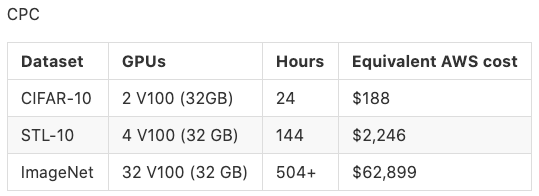 CPC
Dataset GPUs Hours Equivalent AWS cost
CIFAR-10 2 V100 (32GB) 24 $188
STL-10 4 V100 (32 GB) 144 $2,246
ImageNet 32 V100 (32 GB) 504+ $62,899